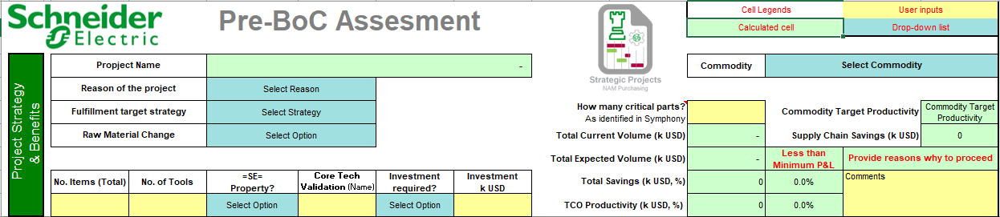 Schneider
Electric
Pre-BoC Assesment
Strategic Projects
NAM Purchasing
Cell Legends
User inputs
Calculated cell
Drop-down list
Project Strategy
& Benefits
Propject Name
-
Commodity
Select Commodity
Reason of the project
Select Reason
Fulfillment target strategy
Select Strategy
Raw Material Change
Select Option
How many critical parts?
As identified in Symphony
Commodity Target Productivity
Commodity Target
Productivity
Total Current Volume (k USD)
-
Supply Chain Savings (k USD)
0
Total Expected Volume (k USD)
-
Less than
Minimum P&L
Provide reasons why to proceed
No. Items (Total)
No. of Tools
=SE=
Property?
Core Tech
Validation (Name)
Investment
required?
Investment
k USD
Total Savings (k USD, %)
0
0.0%
Comments
Select Option
Select Option
TCO Productivity (k USD, %)
0
0.0%